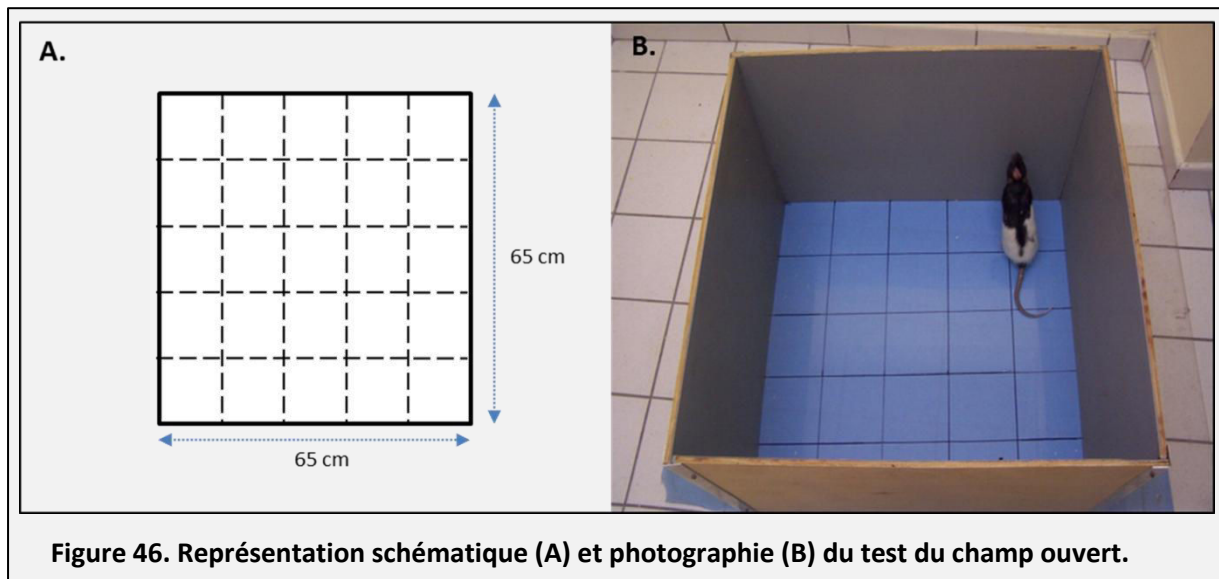 A.
B.
65 cm
65 cm
Figure 46. Représentation schématique (A) et photographie (B) du test du champ ouvert.